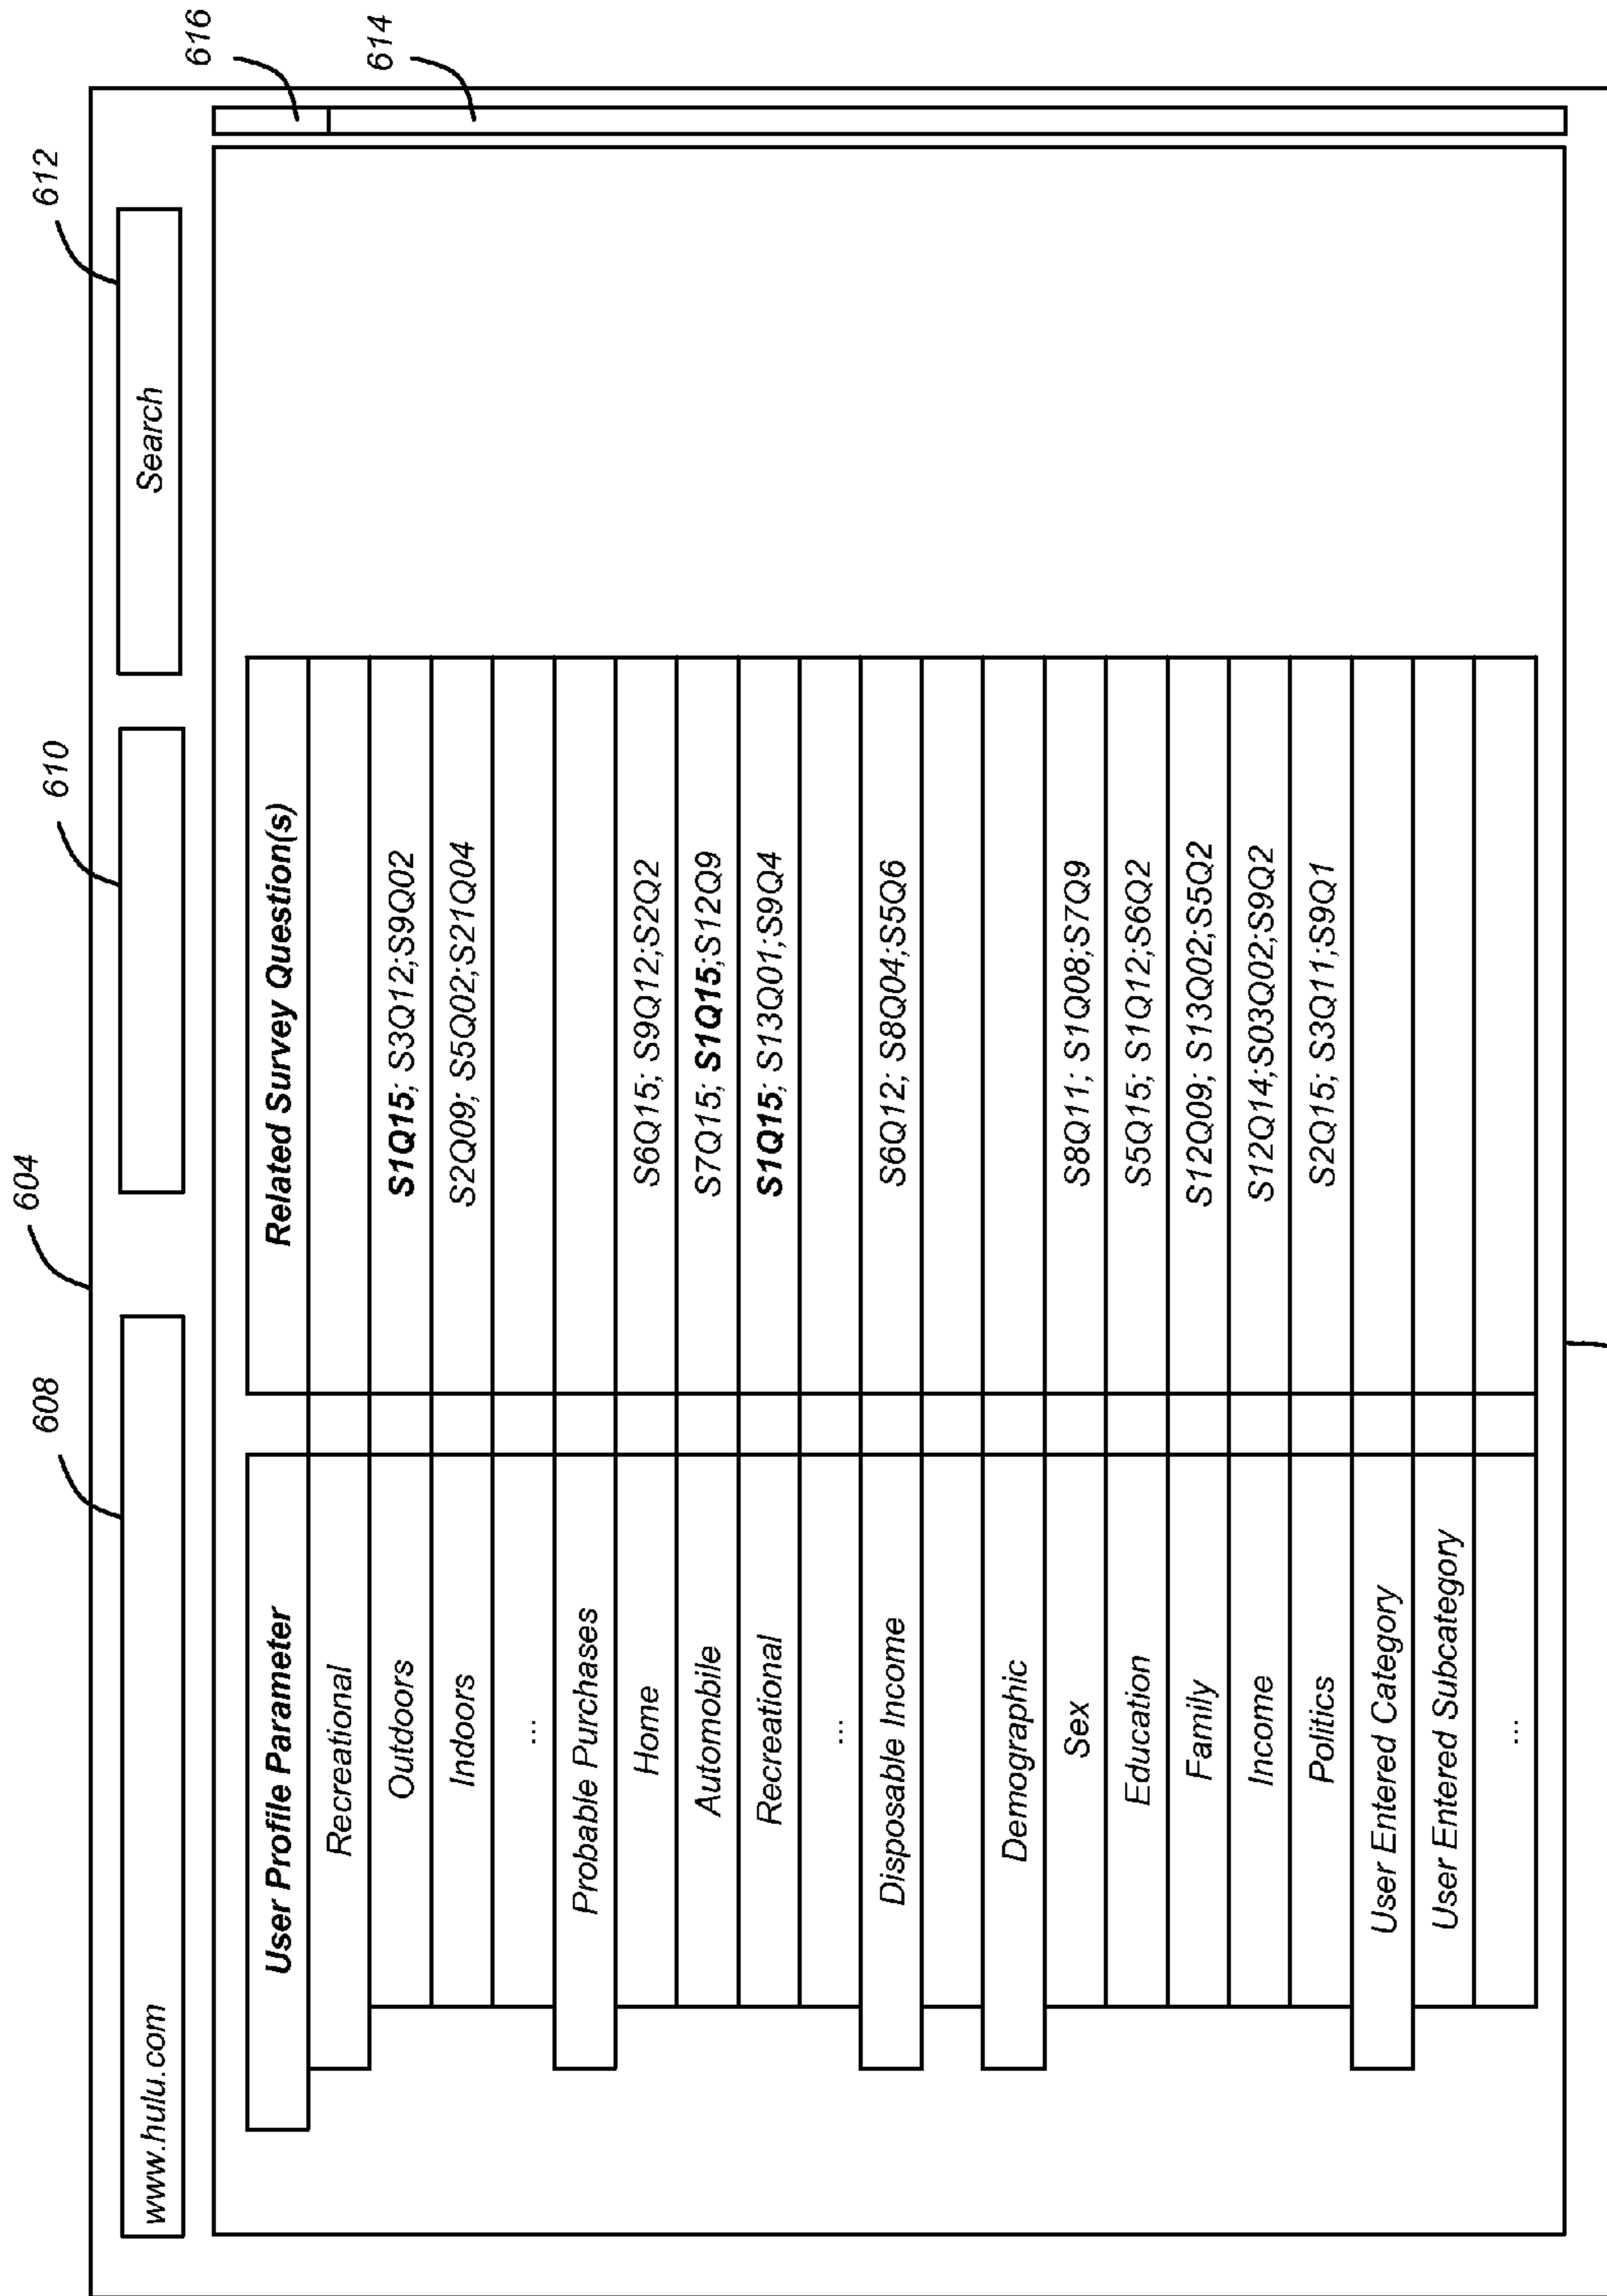 604
608
610
612
616
614
www.hulu.com
Search
User Profile Parameter Related Survey Question(s)
Recreational
Outdoors S1Q15; S3Q12;S9Q02
Indoors S2Q09; S5Q02;S21Q04
...
Probable Purchases
Home S6Q15; S9Q12;S2Q2
Automobile S7Q15; S1Q15;S12Q9
Recreational S1Q15; S13Q01;S9Q4
...
Disposable Income S6Q12; S8Q04;S5Q6
Demographic
Sex S8Q11; S1Q08;S7Q9
Education S5Q15; S1Q12;S6Q2
Family S12Q09; S13Q02;S5Q2
Income S12Q14;S03Q02;S9Q2
Politics S2Q15; S3Q11;S9Q1
User Entered Category
User Entered Subcategory
...